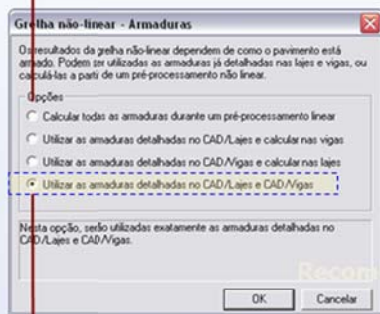 Grelha não-linear - Armaduras
Os resultados da grelha não-linear dependem de como o pavimento está
armado. Podem ser utilizadas as armaduras já detalhadas nas lajes e vigas, ou
calculá-las a partir de um pré-processamento não linear.
Opções
Calcular todas as armaduras durante um pré-processamento linear
Utilizar as armaduras detalhadas no CAD/Lajes e calcular nas vigas
Utilizar as armaduras detalhadas no CAD/Vigas e calcular nas lajes
Utilizar as armaduras detalhadas no CAD/Lajes e CAD/Vigas
Nesta opção, serão utilizadas exatamente as armaduras detalhadas no
CAD/Lajes e CAD/Vigas.
Recom
OK Cancelar